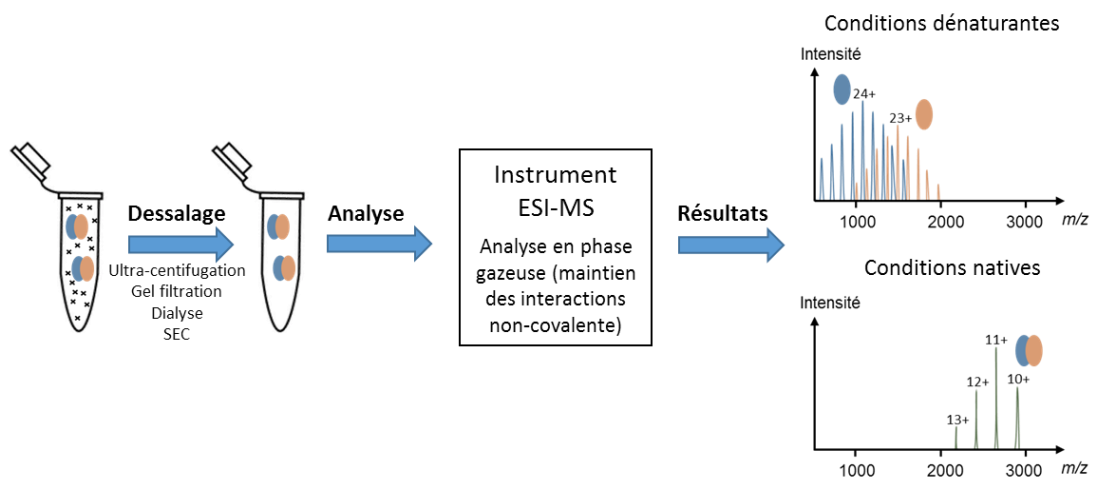 Dessalage
Ultra-centifugation
Gel filtration
Dialyse
SEC
Analyse
Instrument
ESI-MS
Analyse en phase
gazeuse (maintien
des interactions
non-covalente)
Résultats
Conditions dénaturantes
Intensité
24+
23+
1000 2000 3000 m/z
Conditions natives
Intensité
11+
12+ 10+
13+
1000 2000 3000 m/z